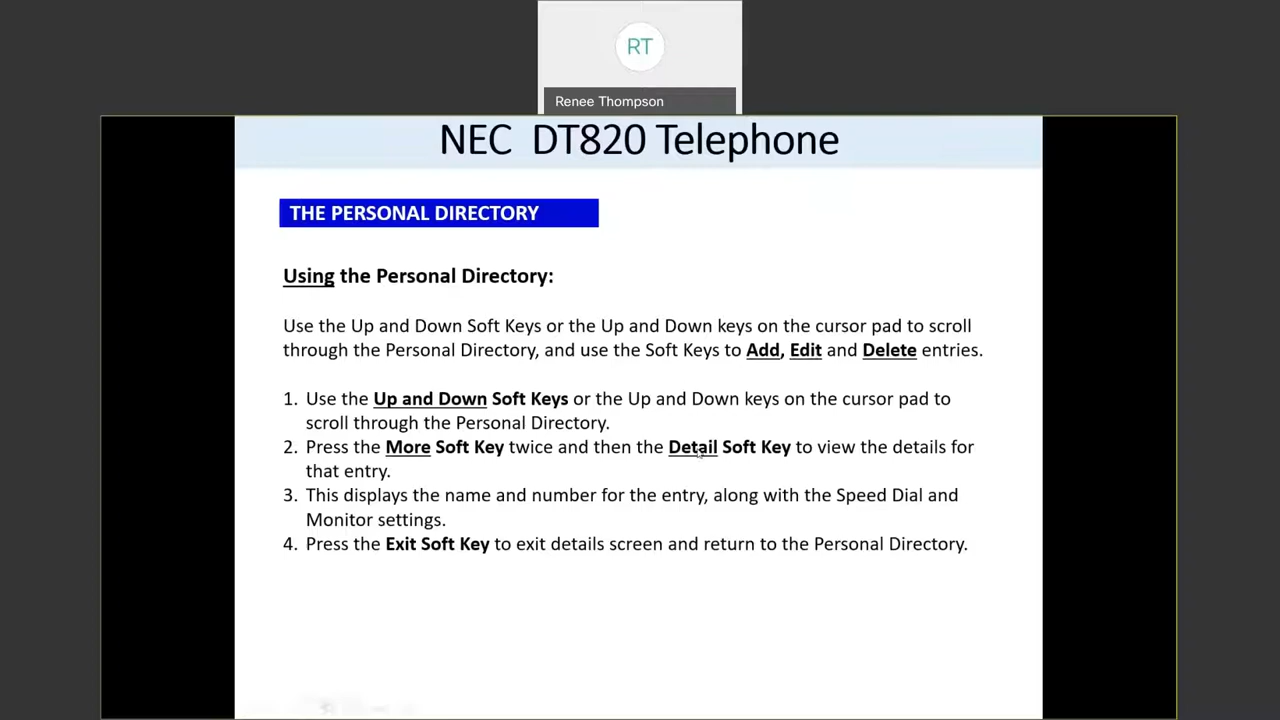 RT
Renee Thompson
NEC DT820 Telephone
THE PERSONAL DIRECTORY
Using the Personal Directory:
Use the Up and Down Soft Keys or the Up and Down keys on the cursor pad to scroll
through the Personal Directory, and use the Soft Keys to Add, Edit and Delete entries.
1. Use the Up and Down Soft Keys or the Up and Down keys on the cursor pad to
scroll through the Personal Directory.
2. Press the More Soft Key twice and then the Detail Soft Key to view the details for
that entry.
3. This displays the name and number for the entry, along with the Speed Dial and
Monitor settings.
4. Press the Exit Soft Key to exit details screen and return to the Personal Directory.